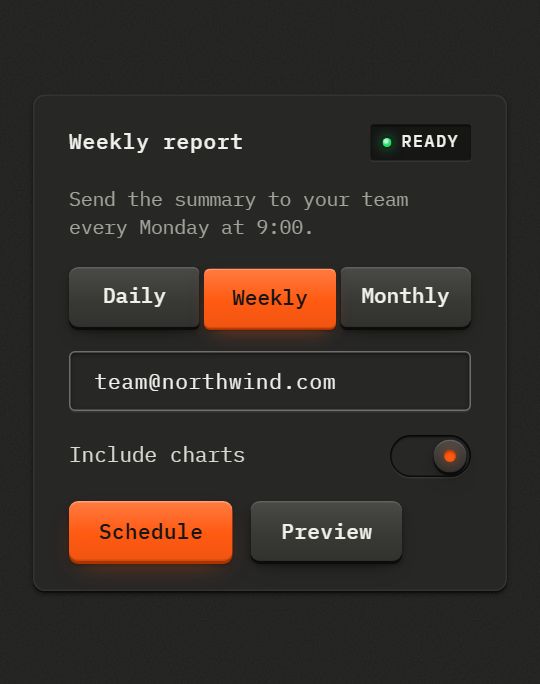 Weekly report
READY
Send the summary to your team
every Monday at 9:00.
Daily
Weekly
Monthly
team@northwind.com
Include charts
Schedule
Preview